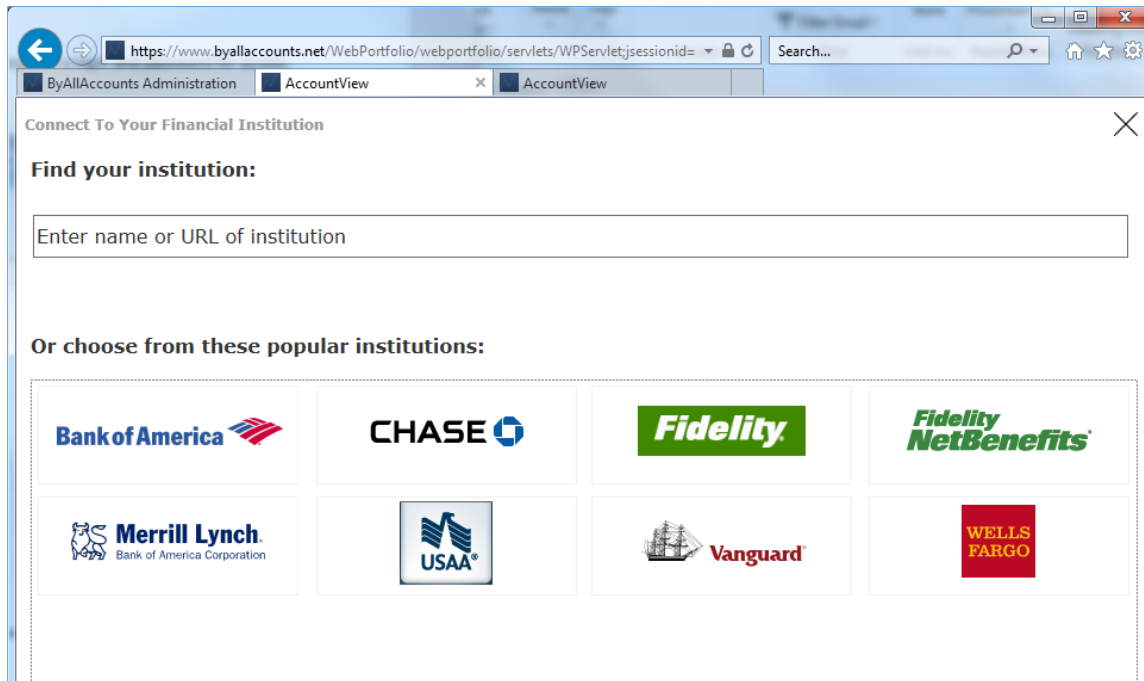 https://www.byallaccounts.net/WebPortfolio/webportfolio/servlets/WPServlet;jsessionid=
Search...
ByAllAccounts Administration
AccountView
AccountView
Connect To Your Financial Institution
Find your institution:
Enter name or URL of institution
Or choose from these popular institutions:
Bank of America
CHASE
Fidelity
Fidelity
NetBenefits
Merrill Lynch
Bank of America Corporation
USAA®
Vanguard®
WELLS
FARGO